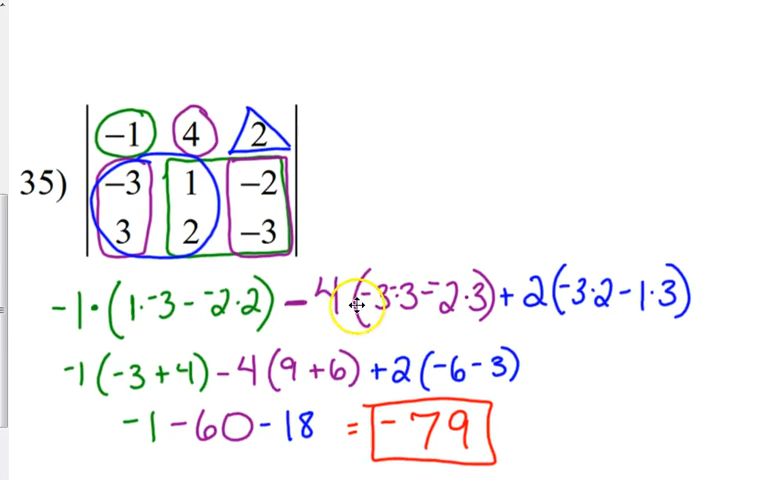 -1 4 2
35) -3 1 -2
3 2 -3
-1·(1·-3 - -2·2) - 4(-3·-3 - -2·3) + 2(-3·2 - 1·3)
-1(-3+4) - 4(9+6) + 2(-6-3)
-1 - 60 - 18 = -79